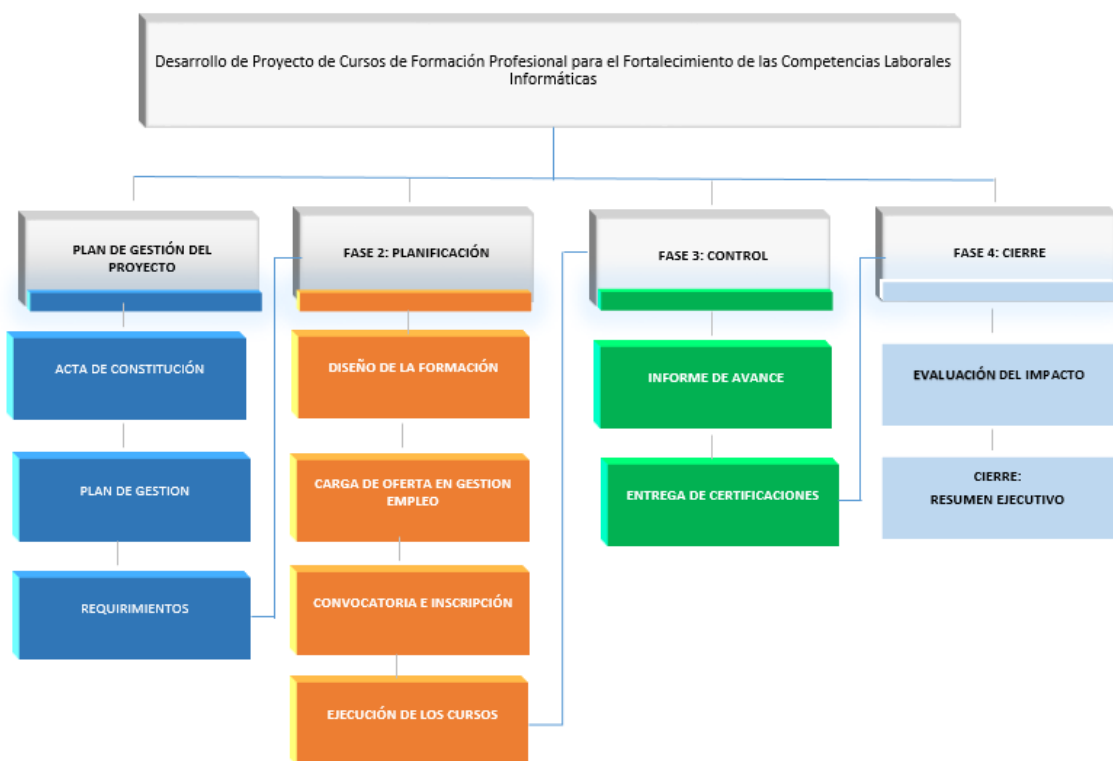 Desarrollo de Proyecto de Cursos de Formación Profesional para el Fortalecimiento de las Competencias Laborales
Informáticas
PLAN DE GESTIÓN DEL
PROYECTO
ACTA DE CONSTITUCIÓN
PLAN DE GESTION
REQUIRIMIENTOS
FASE 2: PLANIFICACIÓN
DISEÑO DE LA FORMACIÓN
CARGA DE OFERTA EN GESTION
EMPLEO
CONVOCATORIA E INSCRIPCIÓN
EJECUCIÓN DE LOS CURSOS
FASE 3: CONTROL
INFORME DE AVANCE
ENTREGA DE CERTIFICACIONES
FASE 4: CIERRE
EVALUACIÓN DEL IMPACTO
CIERRE:
RESUMEN EJECUTIVO